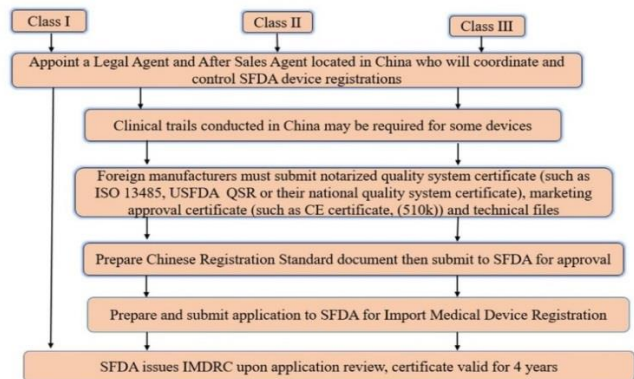 Class I
Class II
Class III
Appoint a Legal Agent and After Sales Agent located in China who will coordinate and
control SFDA device registrations
Clinical trails conducted in China may be required for some devices
Foreign manufacturers must submit notarized quality system certificate (such as
ISO 13485, USFDA QSR or their national quality system certificate), marketing
approval certificate (such as CE certificate, (510k)) and technical files
Prepare Chinese Registration Standard document then submit to SFDA for approval
Prepare and submit application to SFDA for Import Medical Device Registration
SFDA issues IMDRC upon application review, certificate valid for 4 years